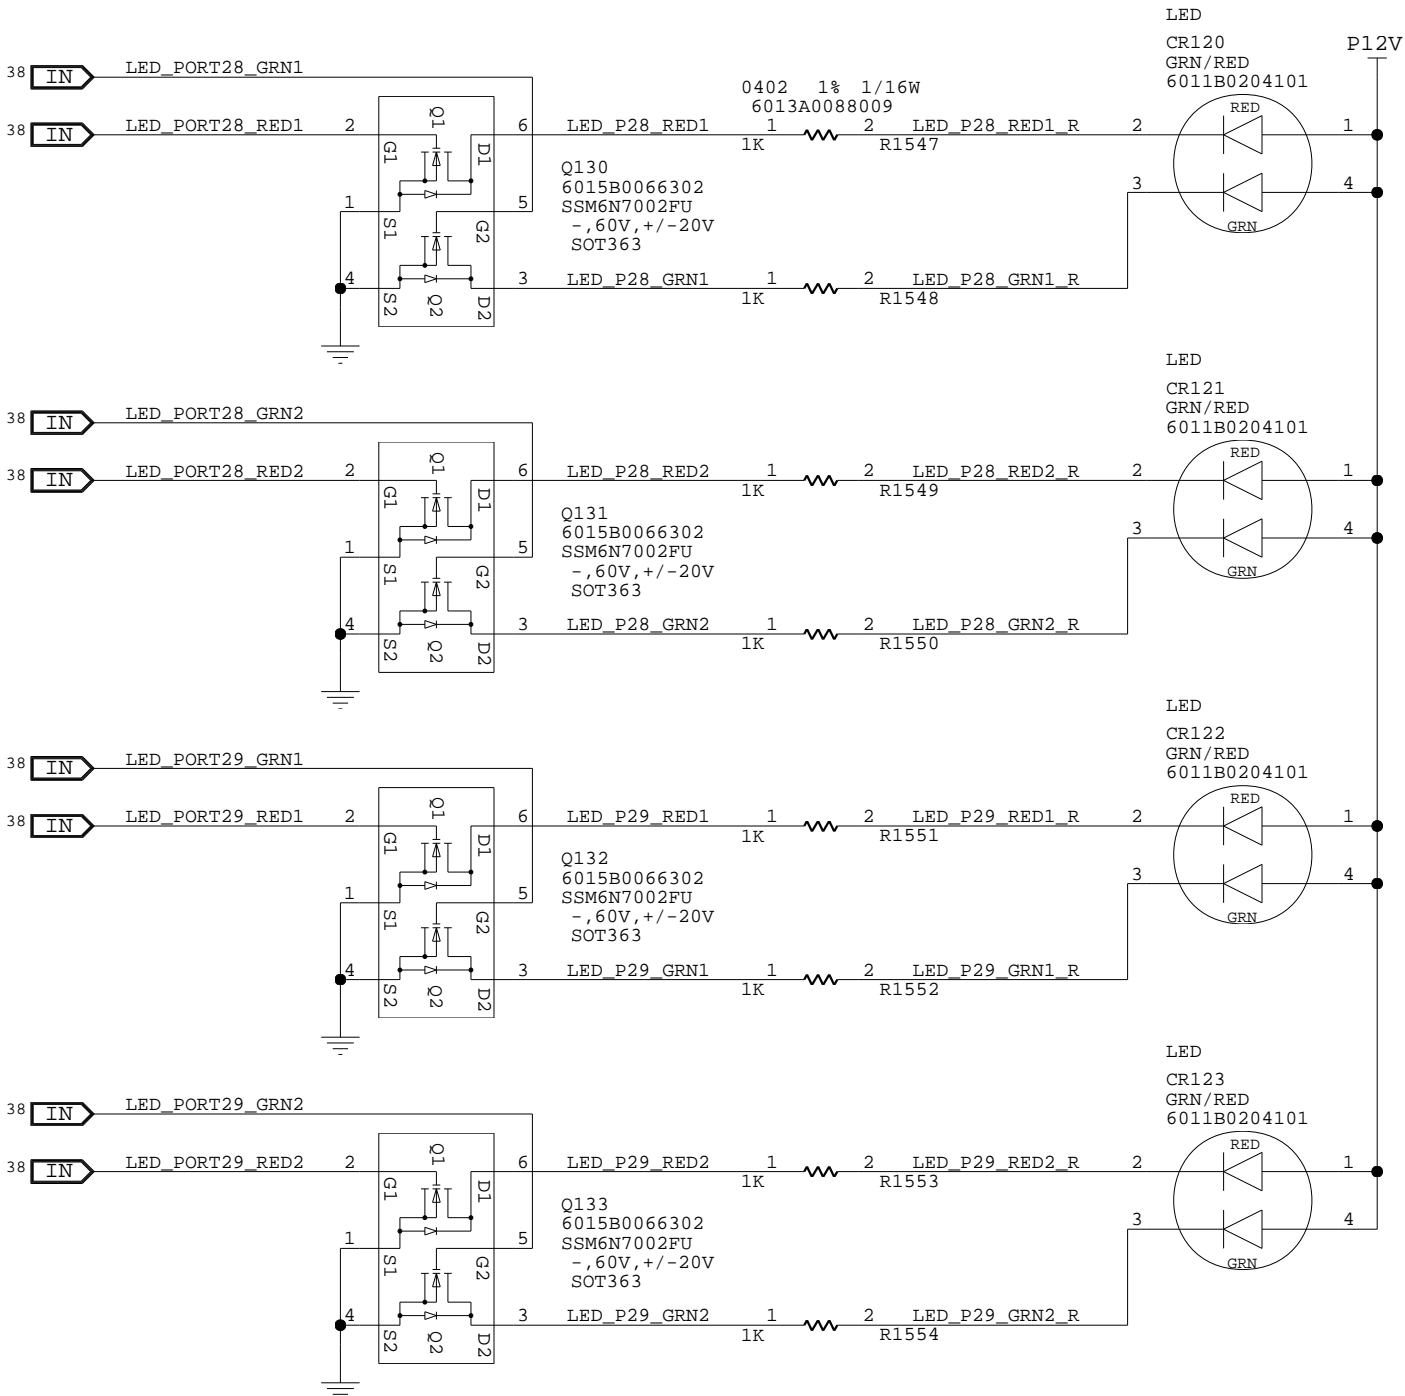 LED
CR120
GRN/RED
6011B0204101
P12V
38 IN LED_PORT28_GRN1
0402 1% 1/16W
6013A0088009
RED
38 IN LED_PORT28_RED1 2 Q1 6 LED_P28_RED1 1 2 LED_P28_RED1_R 2 1
G1 D1 1K R1547
Q130
6015B0066302
SSM6N7002FU
-,60V,+/-20V
SOT363
3 4
1 5
S1 G2
GRN
4 3 LED_P28_GRN1 1 2 LED_P28_GRN1_R
S2 Q2 D2 1K R1548
LED
CR121
GRN/RED
6011B0204101
38 IN LED_PORT28_GRN2
RED
38 IN LED_PORT28_RED2 2 Q1 6 LED_P28_RED2 1 2 LED_P28_RED2_R 2 1
G1 D1 1K R1549
Q131
6015B0066302
SSM6N7002FU
-,60V,+/-20V
SOT363
3 4
1 5
S1 G2
GRN
4 3 LED_P28_GRN2 1 2 LED_P28_GRN2_R
S2 Q2 D2 1K R1550
LED
CR122
GRN/RED
6011B0204101
38 IN LED_PORT29_GRN1
RED
38 IN LED_PORT29_RED1 2 Q1 6 LED_P29_RED1 1 2 LED_P29_RED1_R 2 1
G1 D1 1K R1551
Q132
6015B0066302
SSM6N7002FU
-,60V,+/-20V
SOT363
3 4
1 5
S1 G2
GRN
4 3 LED_P29_GRN1 1 2 LED_P29_GRN1_R
S2 Q2 D2 1K R1552
LED
CR123
GRN/RED
6011B0204101
38 IN LED_PORT29_GRN2
RED
38 IN LED_PORT29_RED2 2 Q1 6 LED_P29_RED2 1 2 LED_P29_RED2_R 2 1
G1 D1 1K R1553
Q133
6015B0066302
SSM6N7002FU
-,60V,+/-20V
SOT363
3 4
1 5
S1 G2
GRN
4 3 LED_P29_GRN2 1 2 LED_P29_GRN2_R
S2 Q2 D2 1K R1554